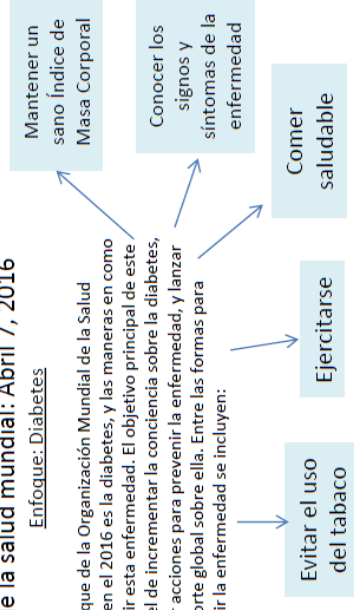 e la salud mundial: Abril 7, 2016
Enfoque: Diabetes
que de la Organización Mundial de la Salud
en el 2016 es la diabetes, y las maneras en como
ir esta enfermedad. El objetivo principal de este
el de incrementar la conciencia sobre la diabetes,
r acciones para prevenir la enfermedad, y lanzar
orte global sobre ella. Entre las formas para
ir la enfermedad se incluyen:
Mantener un
sano Índice de
Masa Corporal
Conocer los
signos y
síntomas de la
enfermedad
Comer
saludable
Ejercitarse
Evitar el uso
del tabaco